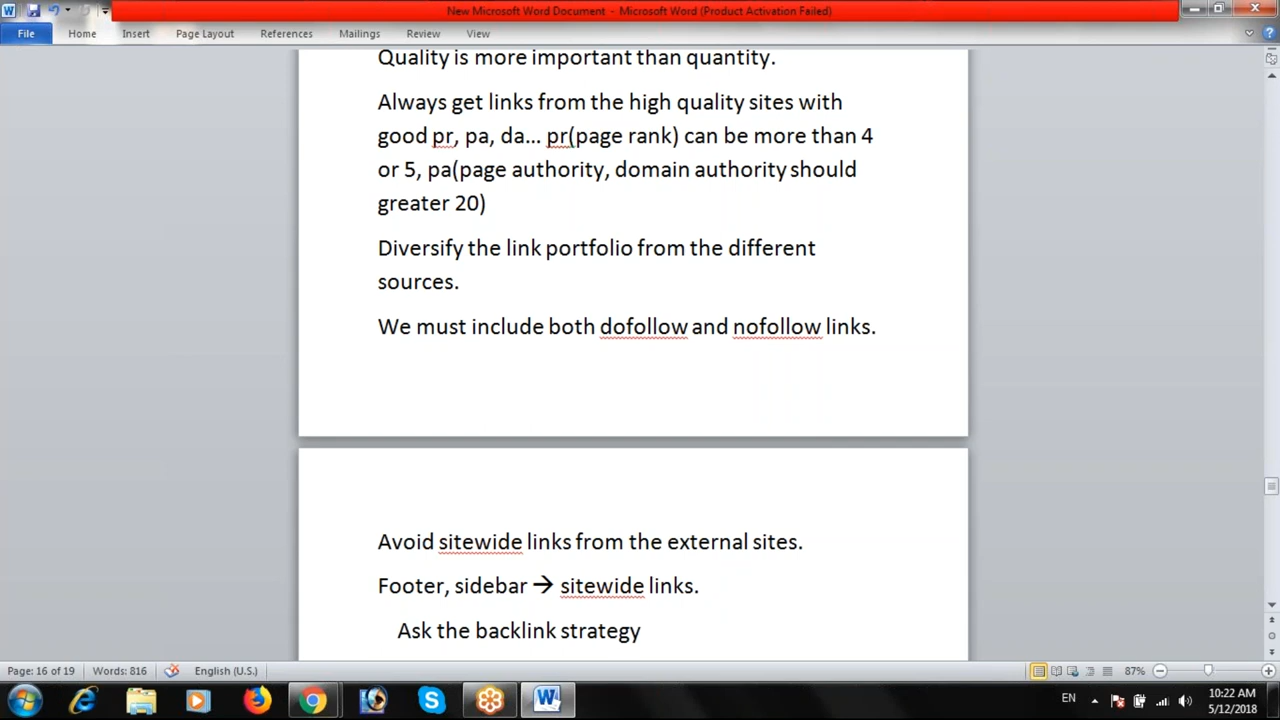 New Microsoft Word Document - Microsoft Word (Product Activation Failed)
File Home Insert Page Layout References Mailings Review View
Quality is more important than quantity.
Always get links from the high quality sites with
good pr, pa, da... pr(page rank) can be more than 4
or 5, pa(page authority, domain authority should
greater 20)
Diversify the link portfolio from the different
sources.
We must include both dofollow and nofollow links.
Avoid sitewide links from the external sites.
Footer, sidebar → sitewide links.
Ask the backlink strategy
Page: 16 of 19 Words: 816 English (U.S.) 87%
EN 10:22 AM
5/12/2018